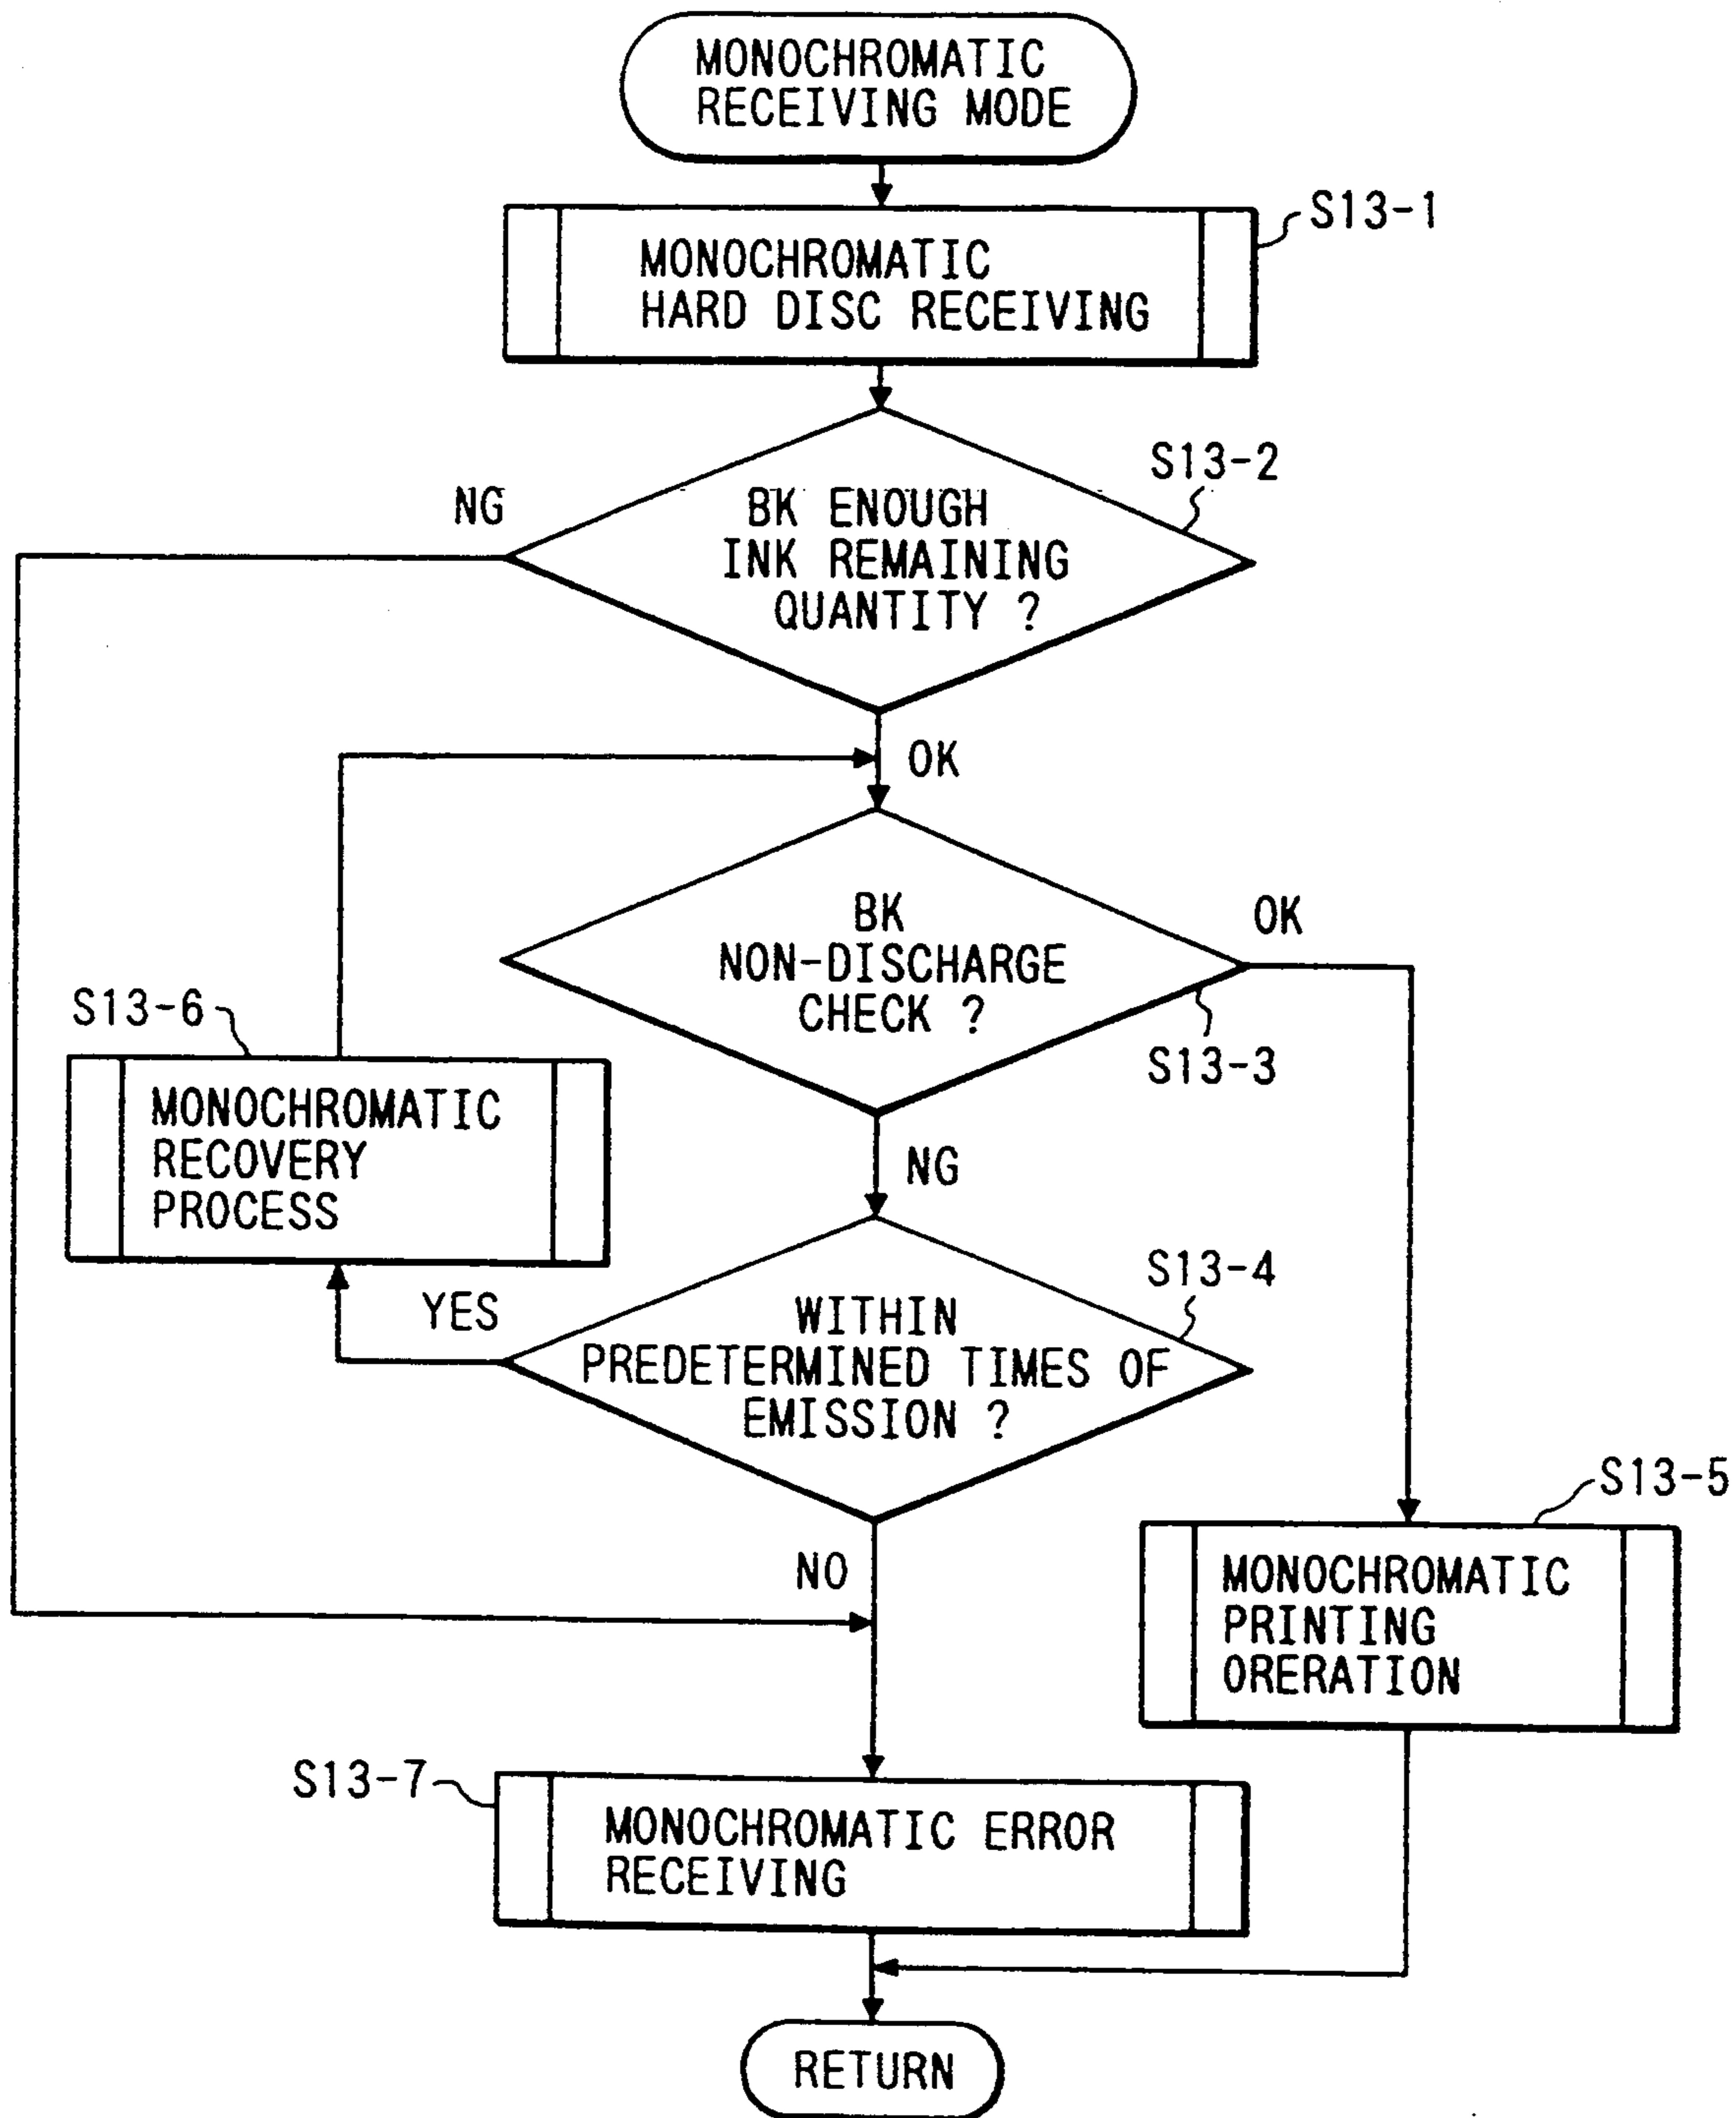 MONOCHROMATIC
RECEIVING MODE
S13-1
MONOCHROMATIC
HARD DISC RECEIVING
S13-2
NG
BK ENOUGH
INK REMAINING
QUANTITY ?
OK
BK
NON-DISCHARGE
CHECK ?
OK
S13-3
S13-6
MONOCHROMATIC
RECOVERY
PROCESS
NG
S13-4
YES
WITHIN
PREDETERMINED TIMES OF
EMISSION ?
NO
S13-5
MONOCHROMATIC
PRINTING
ORERATION
S13-7
MONOCHROMATIC ERROR
RECEIVING
RETURN